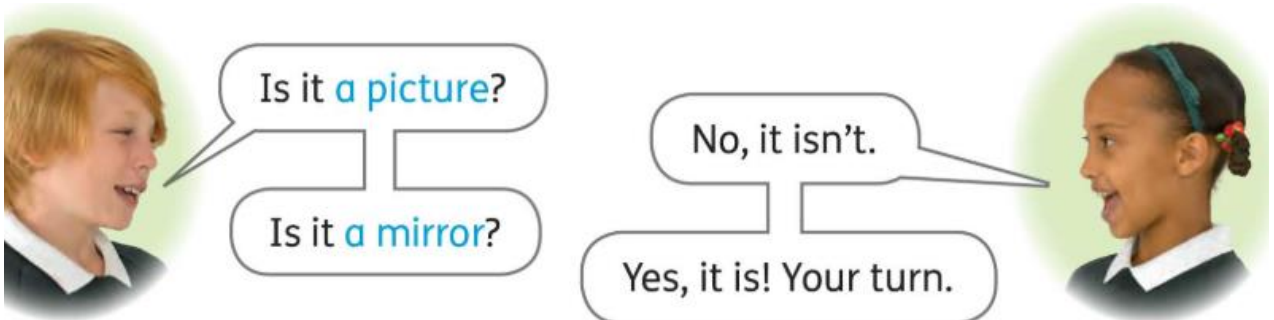 Is it a picture?
No, it isn't.
Is it a mirror?
Yes, it is! Your turn.